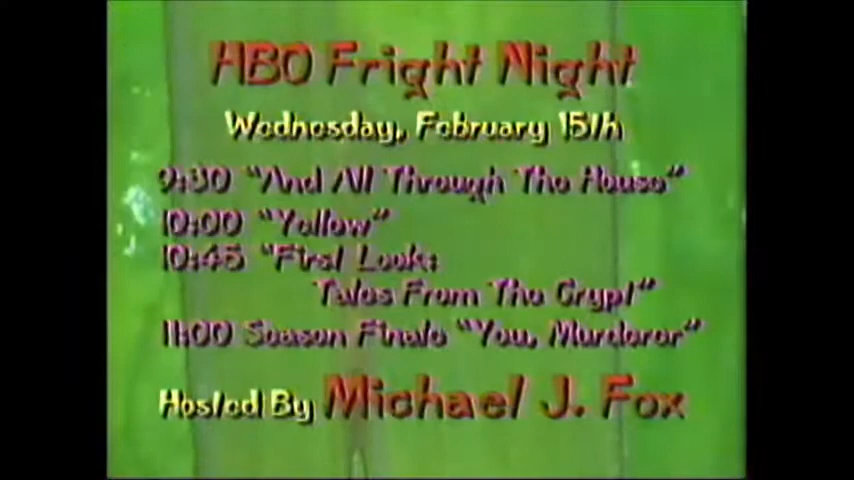 HBO Fright Night
Wednesday, February 15th
9:30 "And All Through The House"
10:00 "Yellow"
10:45 "First Look:
Tales From The Crypt"
11:00 Season Finale "You, Murderer"
Hosted By Michael J. Fox